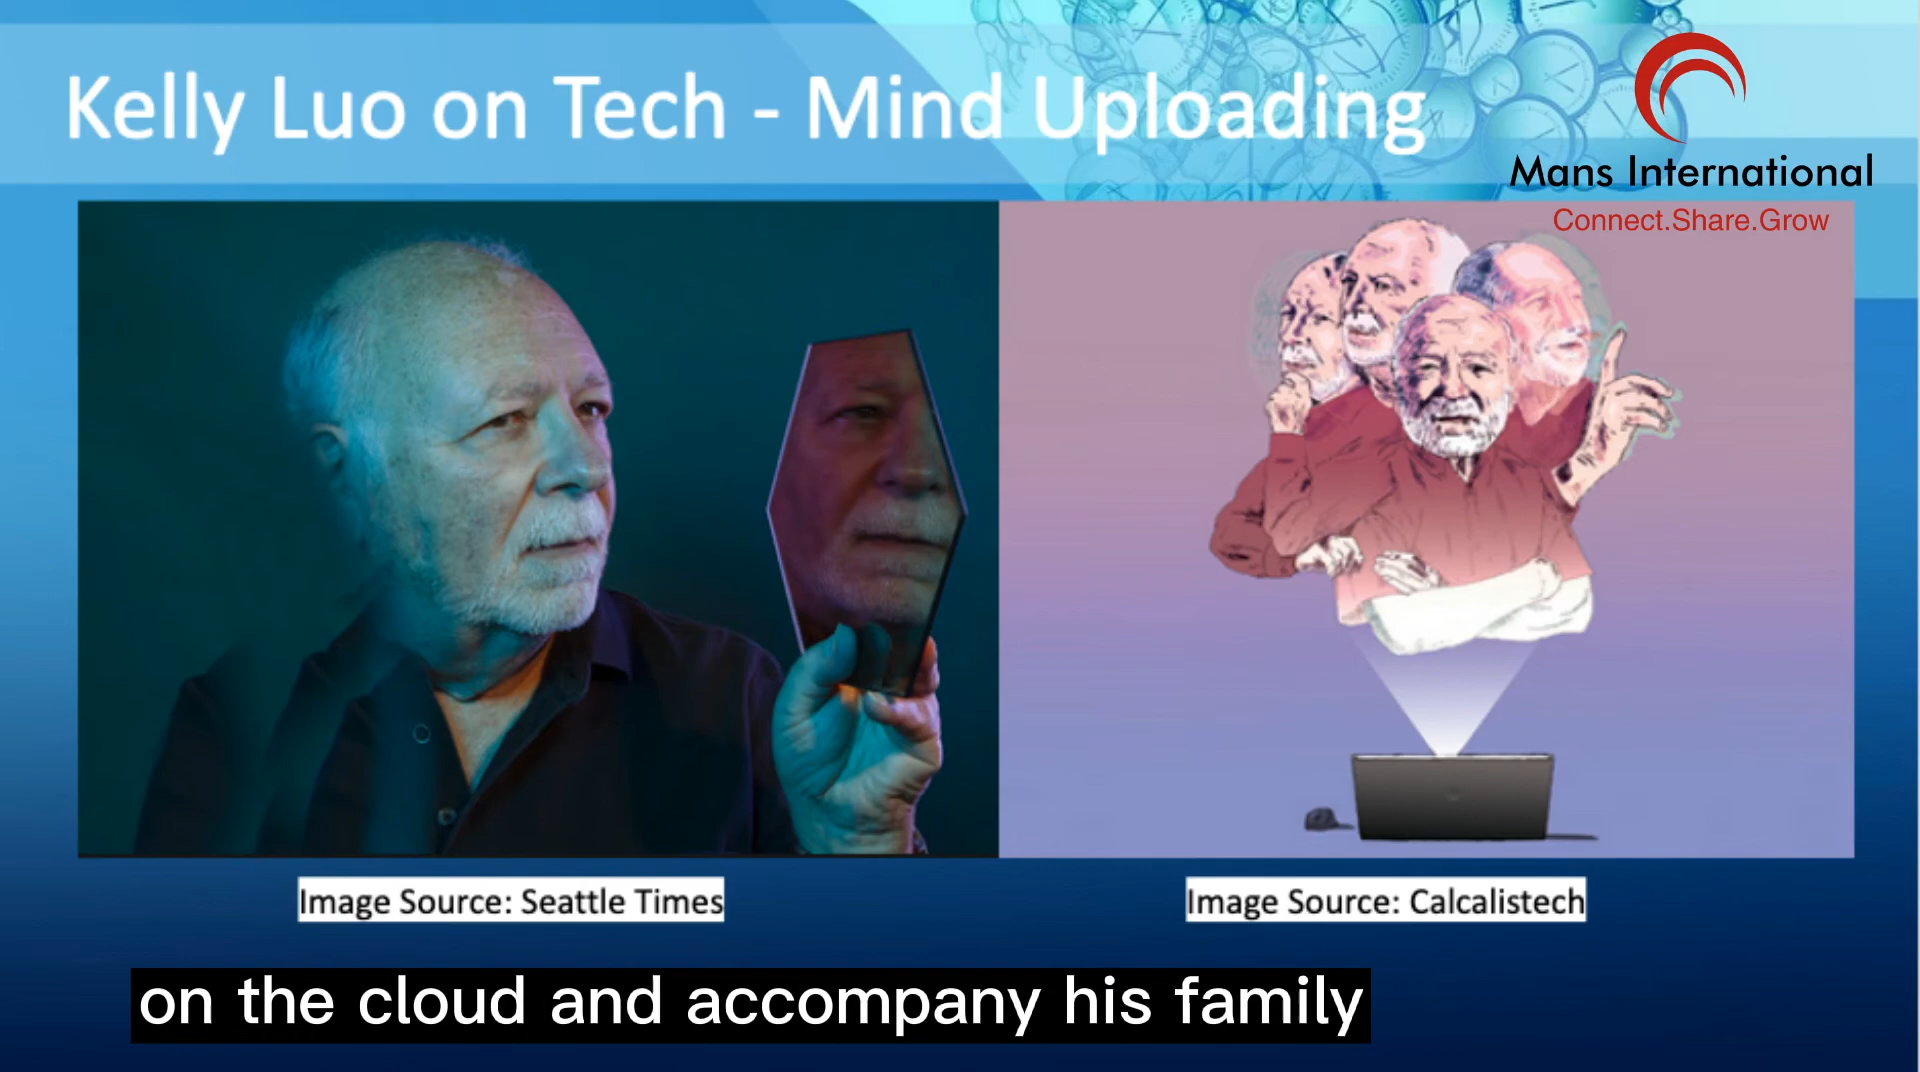 Kelly Luo on Tech - Mind Uploading
Mans International
Connect.Share.Grow
Image Source: Seattle Times
Image Source: Calcalistech
on the cloud and accompany his family